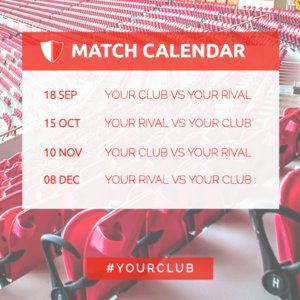 MATCH CALENDAR
18 SEP YOUR CLUB VS YOUR RIVAL
15 OCT YOUR RIVAL VS YOUR CLUB
10 NOV YOUR CLUB VS YOUR RIVAL
08 DEC YOUR RIVAL VS YOUR CLUB
#YOURCLUB
H